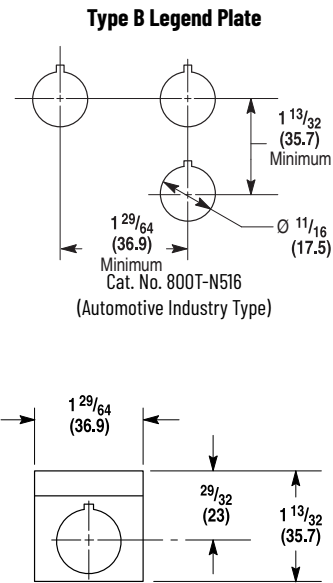 Type B Legend Plate
1 13/32
(35.7)
Minimum
Ø 11/16
(17.5)
1 29/64
(36.9)
Minimum
Cat. No. 800T-N516
(Automotive Industry Type)
1 29/64
(36.9)
29/32
(23)
1 13/32
(35.7)